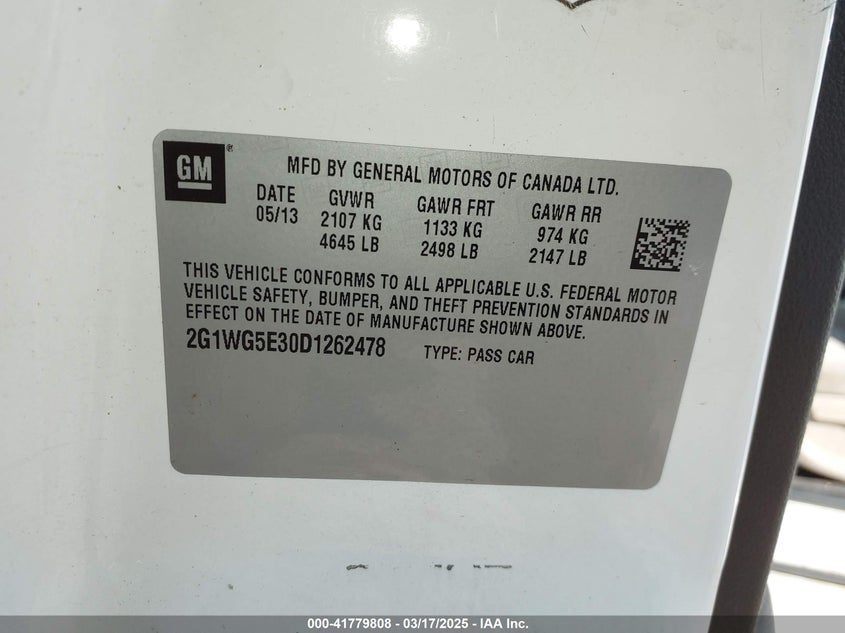 GM
®
MFD BY GENERAL MOTORS OF CANADA LTD.
DATE GVWR GAWR FRT GAWR RR
05/13 2107 KG 1133 KG 974 KG
4645 LB 2498 LB 2147 LB
THIS VEHICLE CONFORMS TO ALL APPLICABLE U.S. FEDERAL MOTOR
VEHICLE SAFETY, BUMPER, AND THEFT PREVENTION STANDARDS IN
EFFECT ON THE DATE OF MANUFACTURE SHOWN ABOVE.
2G1WG5E30D1262478 TYPE: PASS CAR
000-41779808 - 03/17/2025 - IAA Inc.